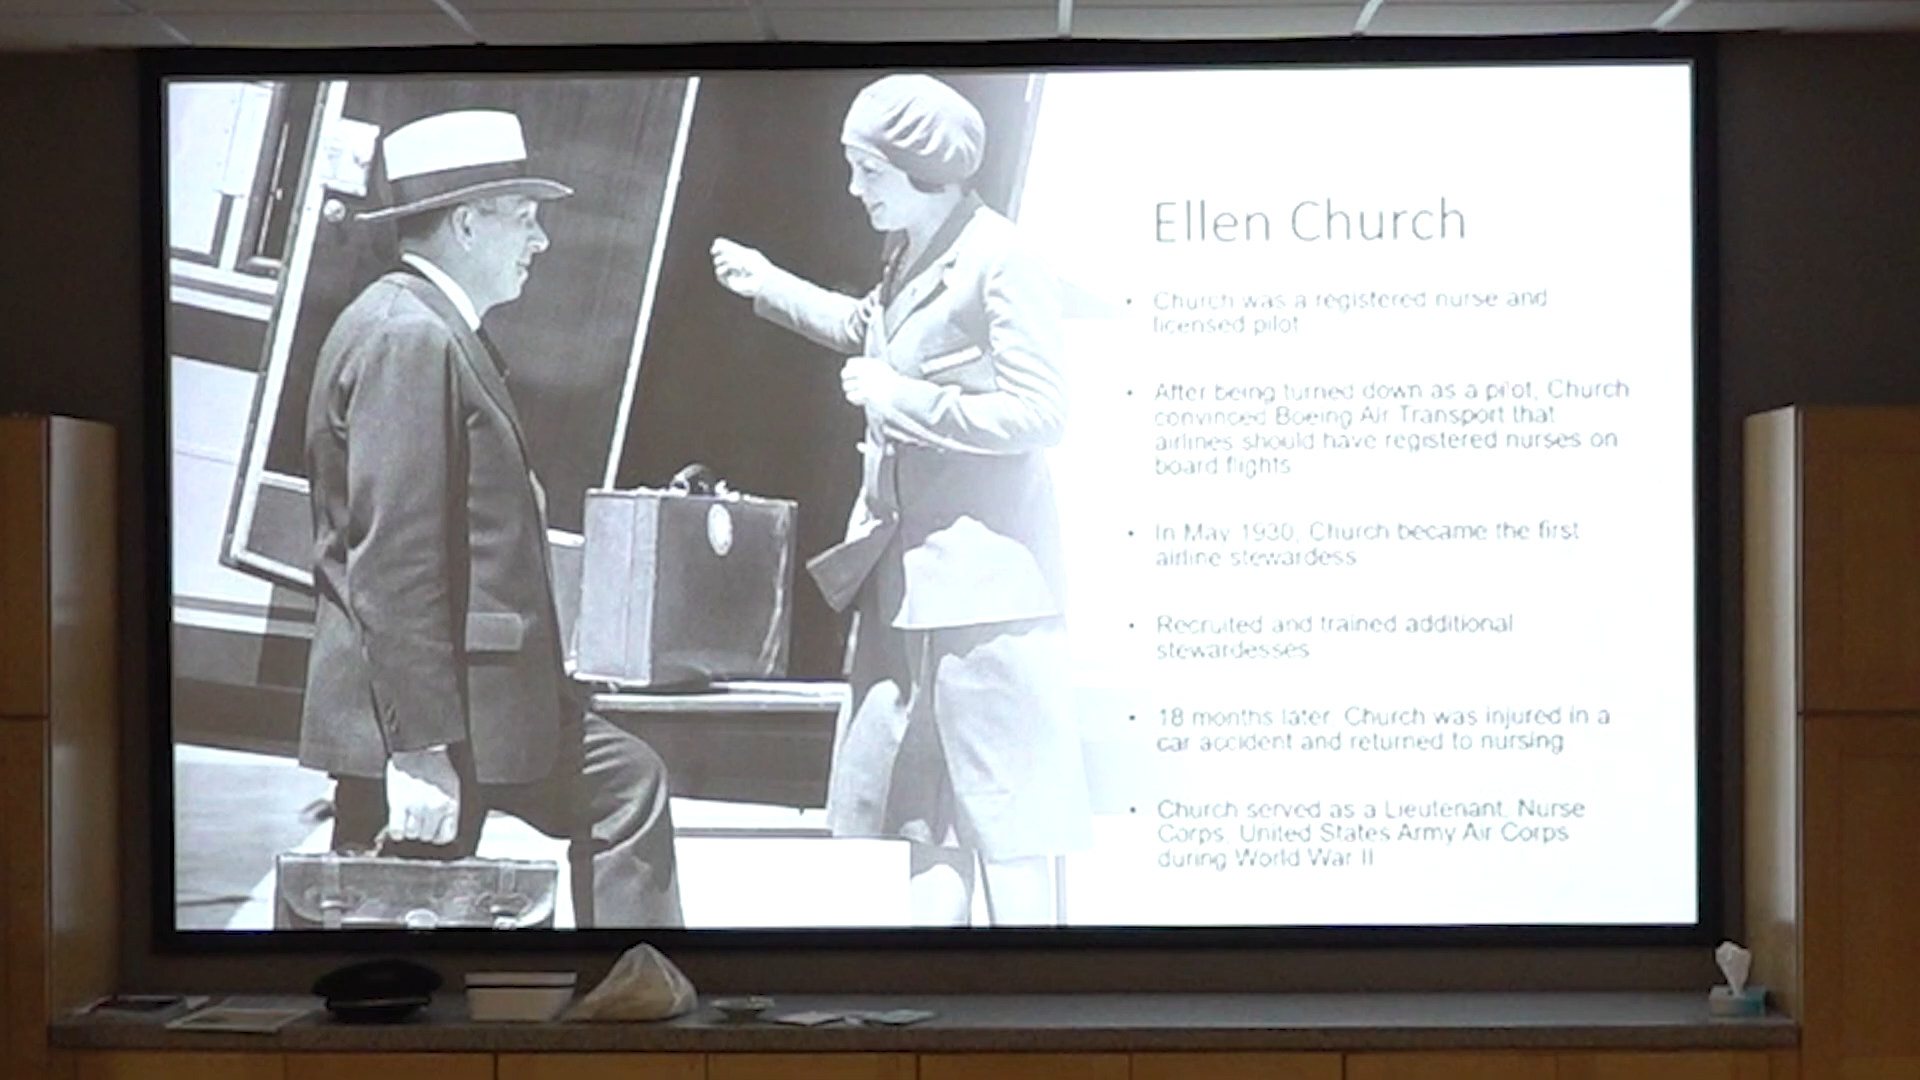 Ellen Church
• Church was a registered nurse and
licensed pilot
• After being turned down as a pilot, Church
convinced Boeing Air Transport that
airlines should have registered nurses on
board flights
• In May 1930, Church became the first
airline stewardess
• Recruited and trained additional
stewardesses
• 18 months later, Church was injured in a
car accident and returned to nursing
• Church served as a Lieutenant, Nurse
Corps, United States Army Air Corps
during World War II